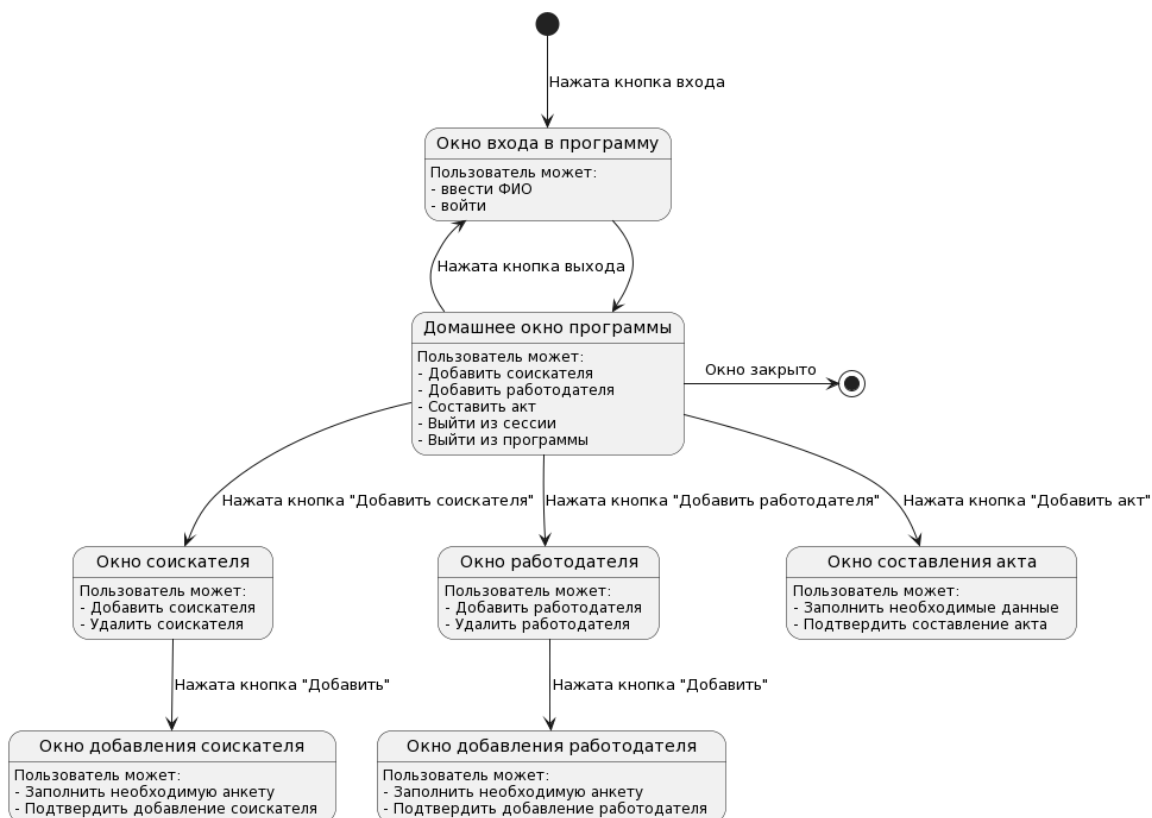 Нажата кнопка входа
Окно входа в программу
Пользователь может:
- ввести ФИО
- войти
Нажата кнопка выхода
Домашнее окно программы
Пользователь может:
- Добавить соискателя
- Добавить работодателя
- Составить акт
- Выйти из сессии
- Выйти из программы
Окно закрыто
Нажата кнопка "Добавить соискателя"
Нажата кнопка "Добавить работодателя"
Нажата кнопка "Добавить акт"
Окно соискателя
Пользователь может:
- Добавить соискателя
- Удалить соискателя
Окно работодателя
Пользователь может:
- Добавить работодателя
- Удалить работодателя
Окно составления акта
Пользователь может:
- Заполнить необходимые данные
- Подтвердить составление акта
Нажата кнопка "Добавить"
Нажата кнопка "Добавить"
Окно добавления соискателя
Пользователь может:
- Заполнить необходимую анкету
- Подтвердить добавление соискателя
Окно добавления работодателя
Пользователь может:
- Заполнить необходимую анкету
- Подтвердить добавление работодателя